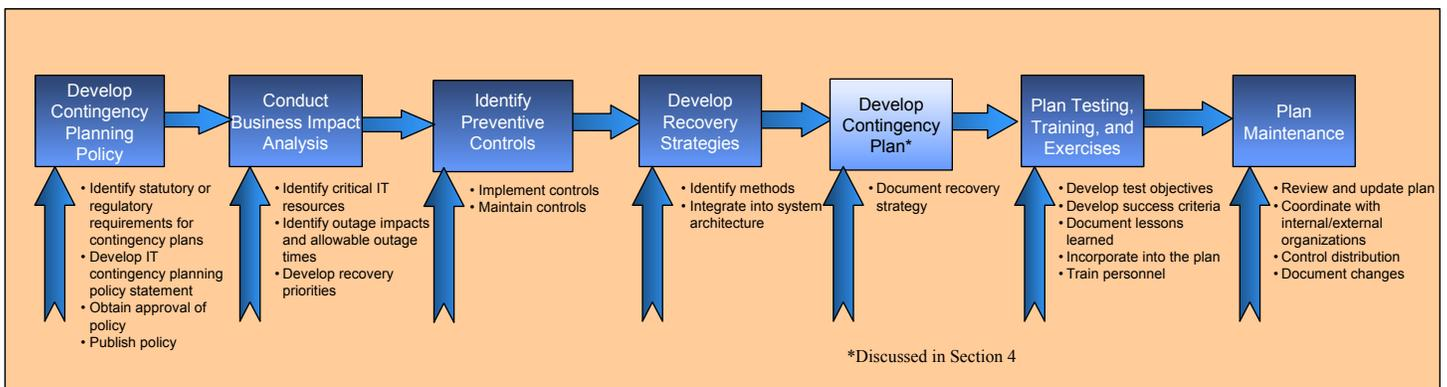 Develop
Contingency
Planning
Policy
Conduct
Business Impact
Analysis
Identify
Preventive
Controls
Develop
Recovery
Strategies
Develop
Contingency
Plan*
Plan Testing,
Training, and
Exercises
Plan
Maintenance
• Identify statutory or
regulatory
requirements for
contingency plans
• Develop IT
contingency planning
policy statement
• Obtain approval of
policy
• Publish policy
• Identify critical IT
resources
• Identify outage impacts
and allowable outage
times
• Develop recovery
priorities
• Implement controls
• Maintain controls
• Identify methods
• Integrate into system
architecture
• Document recovery
strategy
• Develop test objectives
• Develop success criteria
• Document lessons
learned
• Incorporate into the plan
• Train personnel
• Review and update plan
• Coordinate with
internal/external
organizations
• Control distribution
• Document changes
*Discussed in Section 4